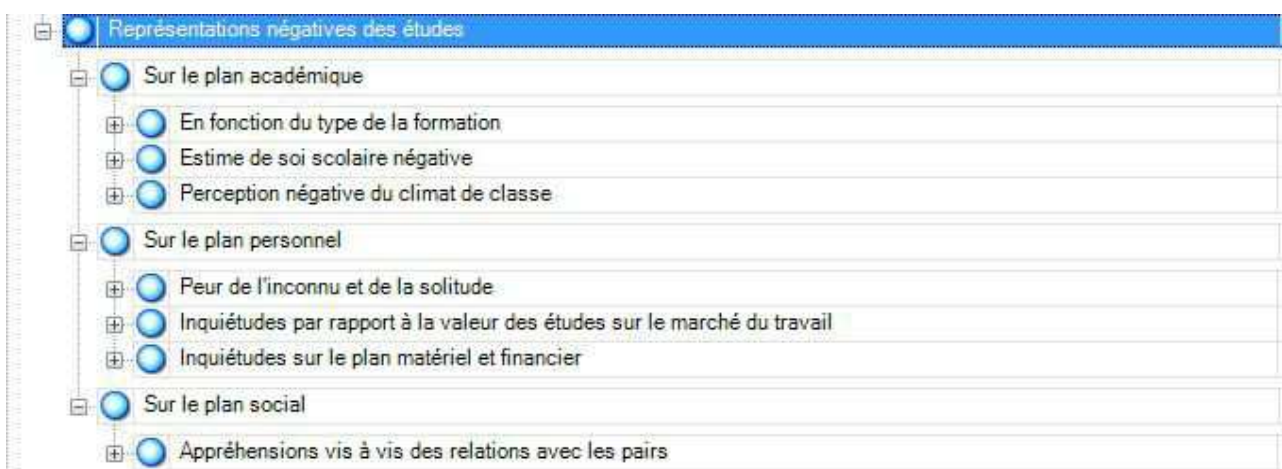 Représentations négatives des études
Sur le plan académique
En fonction du type de la formation
Estime de soi scolaire négative
Perception négative du climat de classe
Sur le plan personnel
Peur de l'inconnu et de la solitude
Inquiétudes par rapport à la valeur des études sur le marché du travail
Inquiétudes sur le plan matériel et financier
Sur le plan social
Appréhensions vis à vis des relations avec les pairs